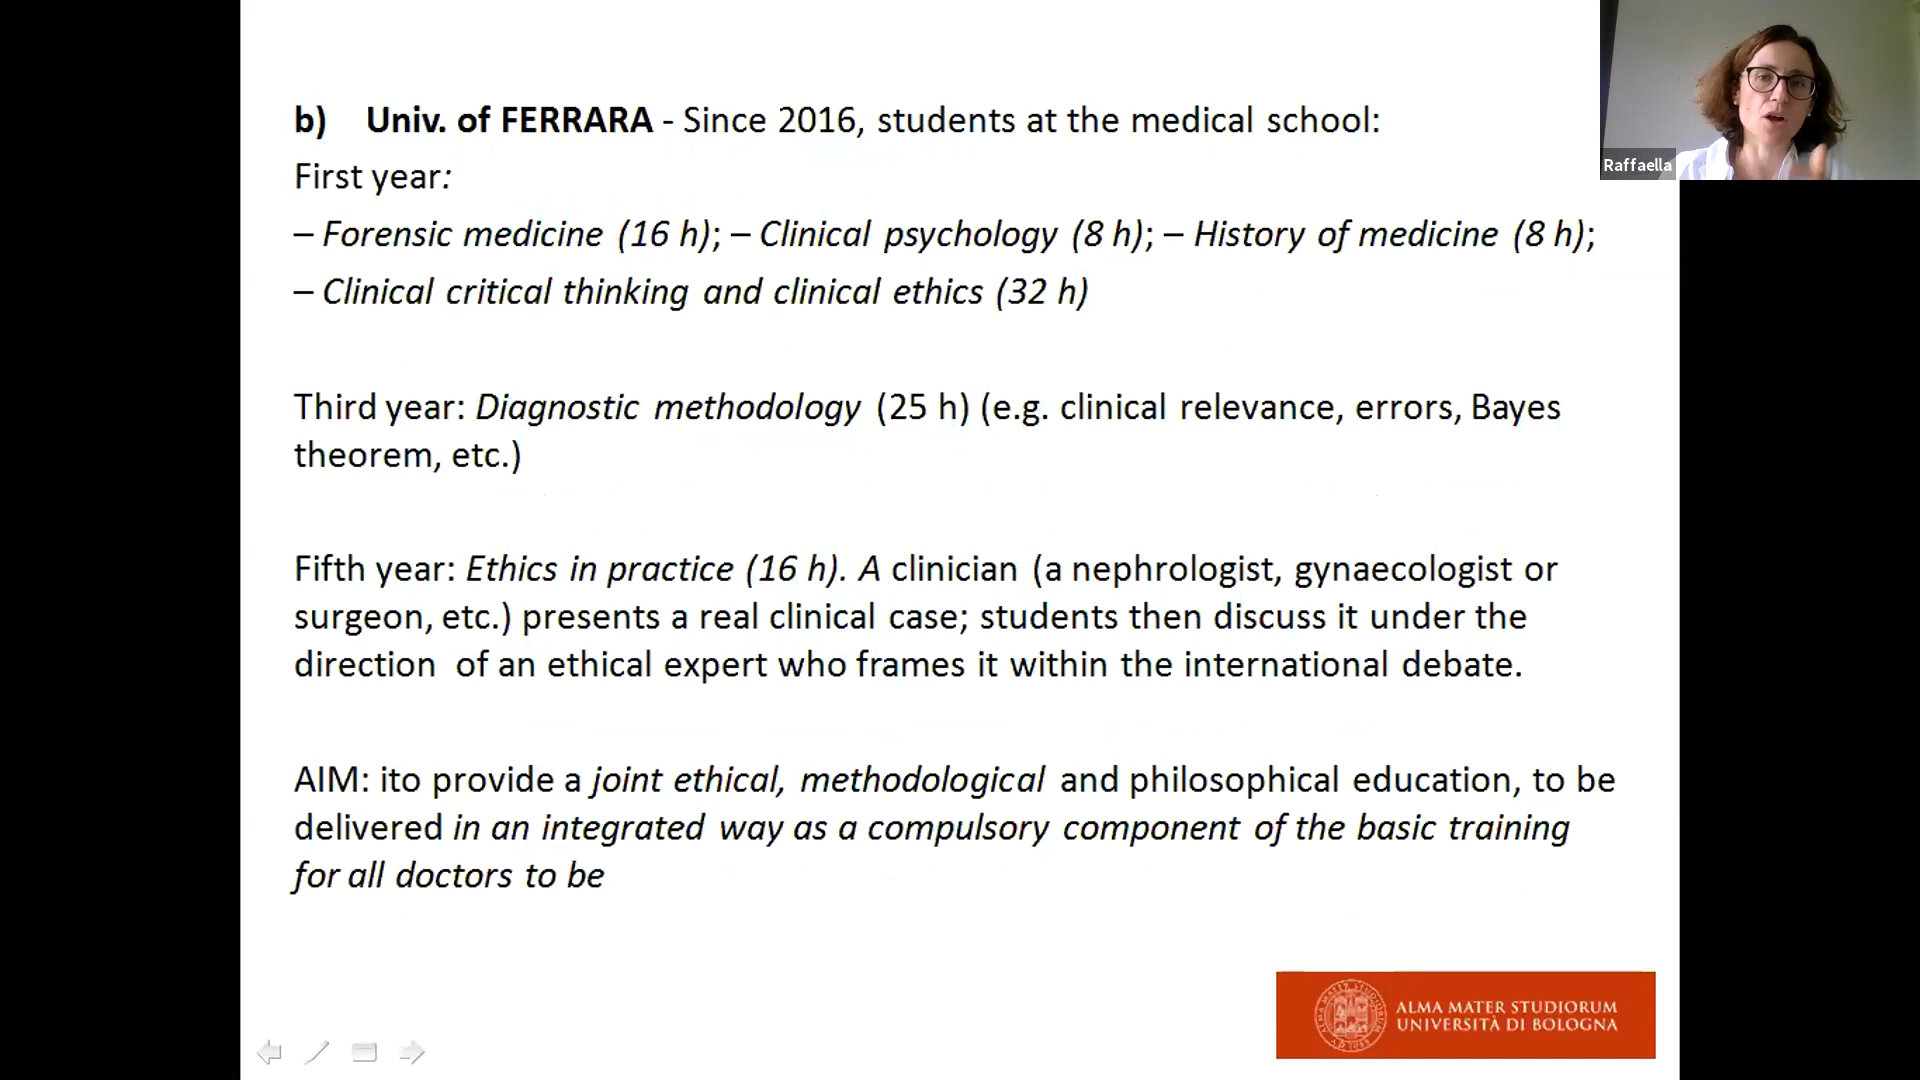 b) Univ. of FERRARA - Since 2016, students at the medical school:
First year:
– Forensic medicine (16 h); – Clinical psychology (8 h); – History of medicine (8 h);
– Clinical critical thinking and clinical ethics (32 h)
Third year: Diagnostic methodology (25 h) (e.g. clinical relevance, errors, Bayes
theorem, etc.)
Fifth year: Ethics in practice (16 h). A clinician (a nephrologist, gynaecologist or
surgeon, etc.) presents a real clinical case; students then discuss it under the
direction of an ethical expert who frames it within the international debate.
AIM: ito provide a joint ethical, methodological and philosophical education, to be
delivered in an integrated way as a compulsory component of the basic training
for all doctors to be
Raffaella
ALMA MATER STUDIORUM
UNIVERSITÀ DI BOLOGNA